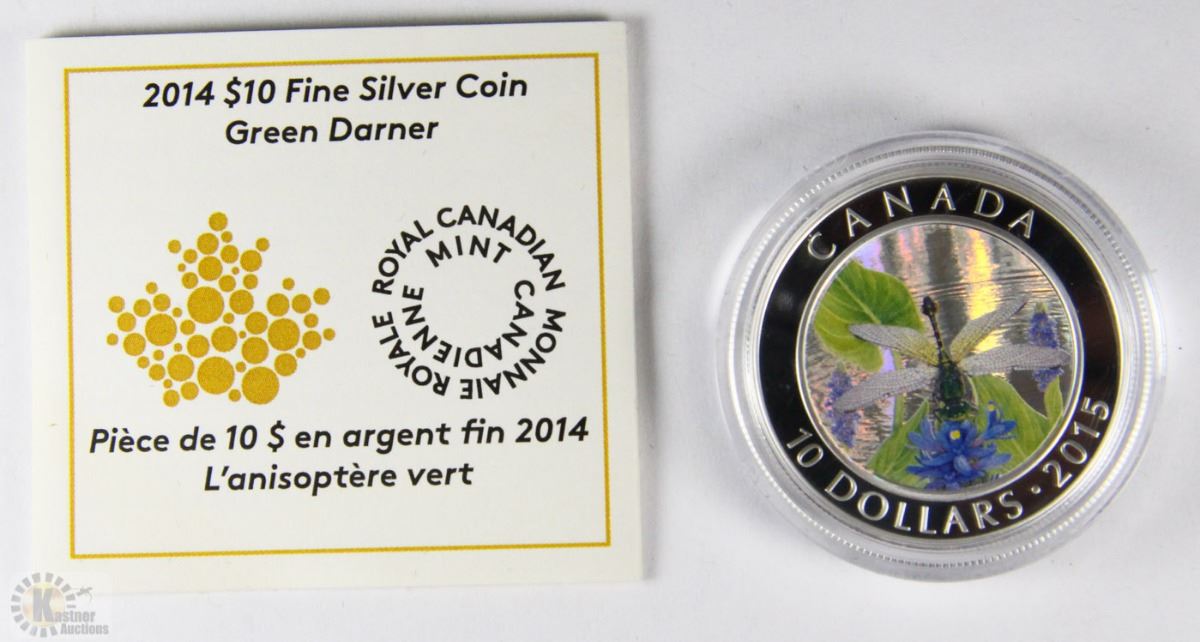 2014 $10 Fine Silver Coin
Green Darner
ROYAL CANADIAN MINT
MONNAIE ROYALE CANADIENNE
Pièce de 10 $ en argent fin 2014
L'anisoptère vert
CANADA
10 DOLLARS • 2015
Kastner
Auctions